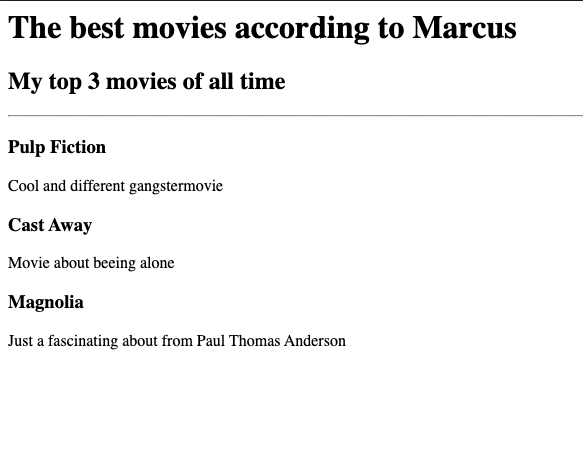 The best movies according to Marcus
My top 3 movies of all time
Pulp Fiction
Cool and different gangstermovie
Cast Away
Movie about beeing alone
Magnolia
Just a fascinating about from Paul Thomas Anderson